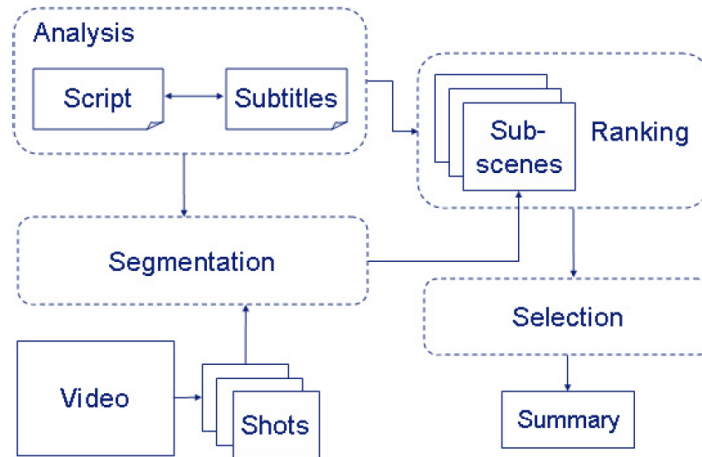 Analysis
Script
Subtitles
Sub-
scenes
Ranking
Segmentation
Selection
Video
Shots
Summary